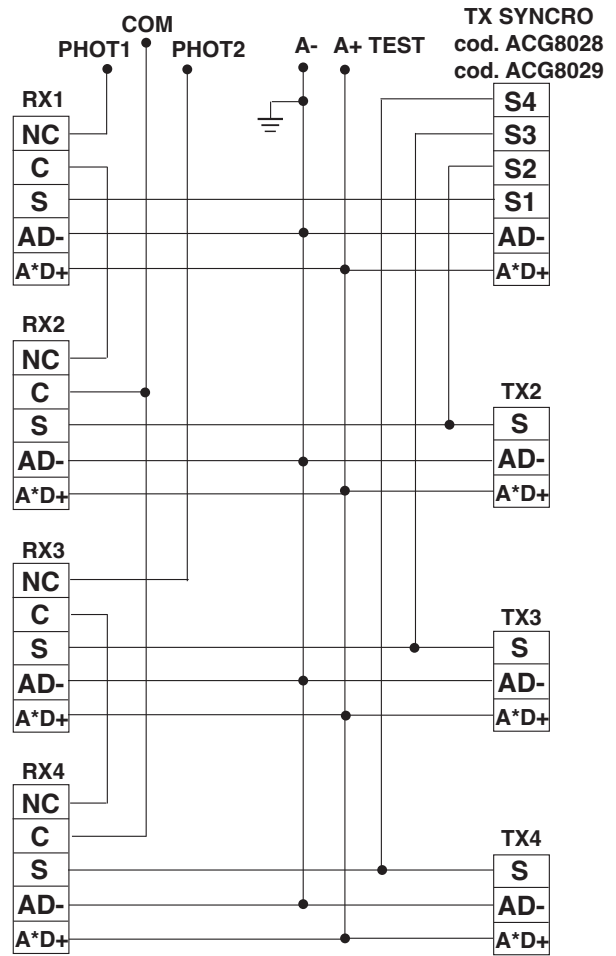 COM
PHOT1 PHOT2
A- A+ TEST
TX SYNCRO
cod. ACG8028
cod. ACG8029
RX1
NC
C
S
AD-
A*D+
S4
S3
S2
S1
AD-
A*D+
RX2
NC
C
S
AD-
A*D+
TX2
S
AD-
A*D+
RX3
NC
C
S
AD-
A*D+
TX3
S
AD-
A*D+
RX4
NC
C
S
AD-
A*D+
TX4
S
AD-
A*D+